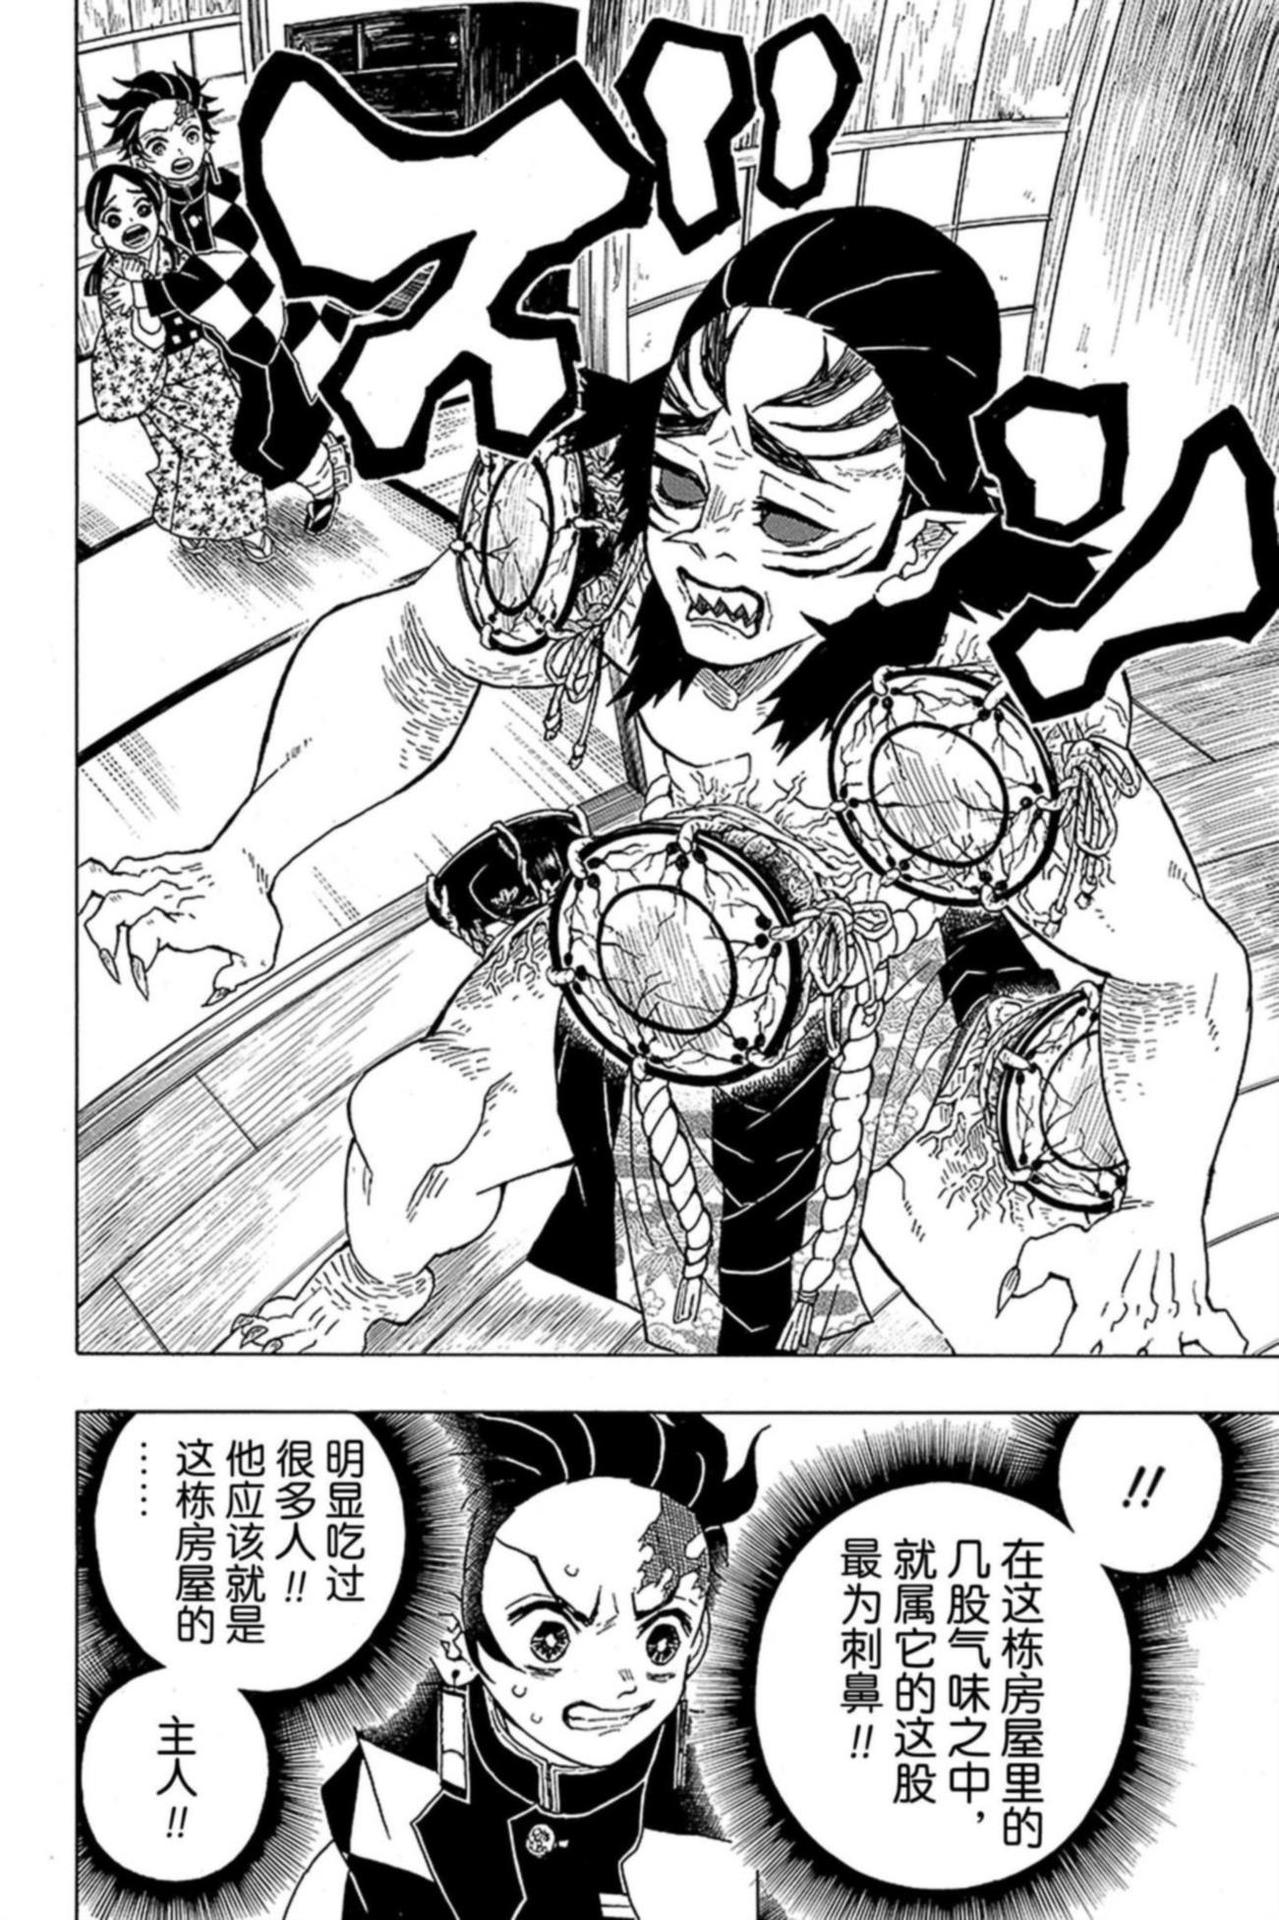 ズン
!!
在这栋房屋里的
几股气味之中，
就属它的这股
最为刺鼻!!
明显吃过
很多人!!
他应该就是
这栋房屋的
……
主人!!